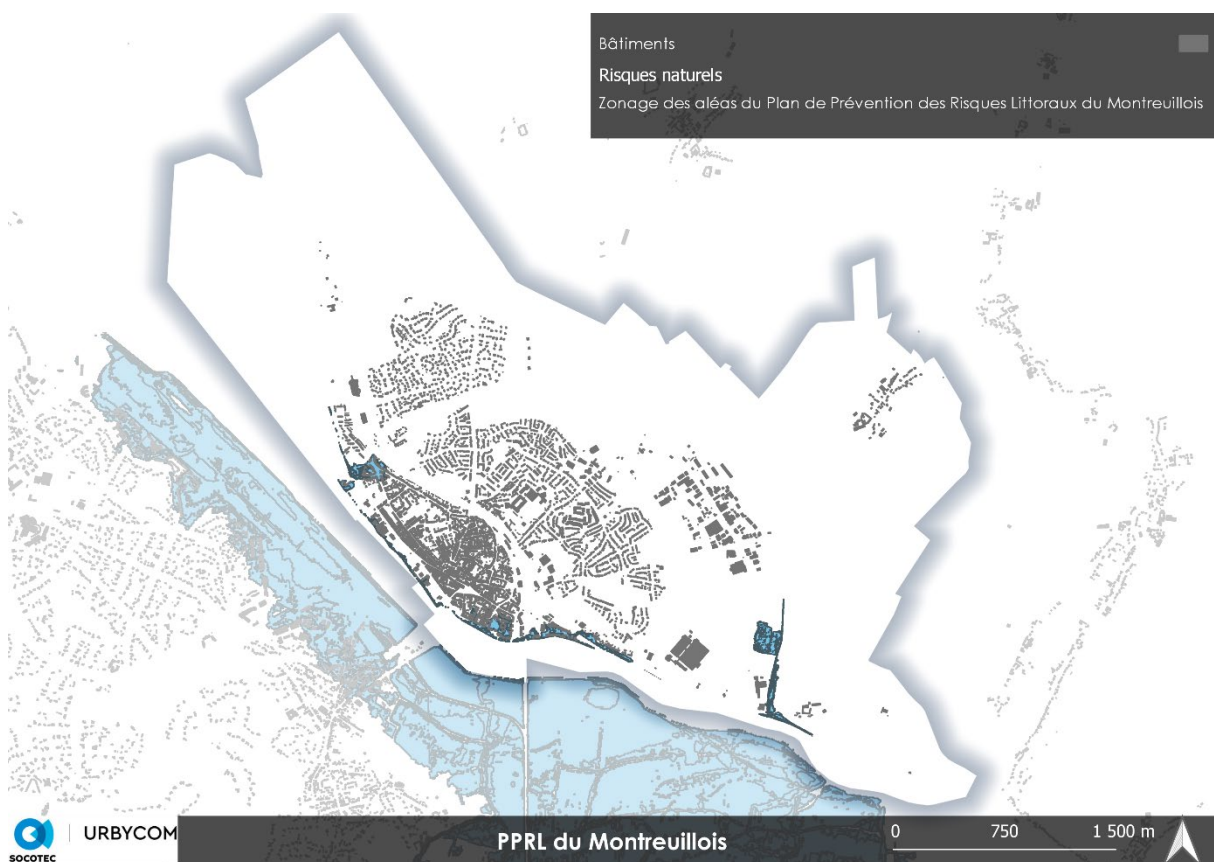 Bâtiments
Risques naturels
Zonage des aléas du Plan de Prévention des Risques Littoraux du Montreuillois
SOCOTEC
URBYCOM
PPRL du Montreuillois
0 750 1 500 m